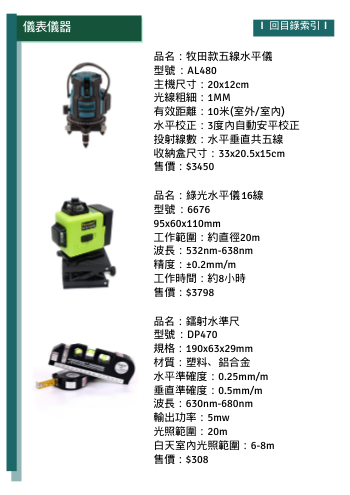 儀表儀器
回目錄索引
品名：牧田款五線水平儀
型號：AL480
主機尺寸：20x12cm
光線粗細：1MM
有效距離：10米(室外/室內)
水平校正：3度內自動安平校正
投射線數：水平垂直共五線
收納盒尺寸：33x20.5x15cm
售價：$3450
品名：綠光水平儀16線
型號：6676
95x60x110mm
工作範圍：約直徑20m
波長：532nm-638nm
精度：±0.2mm/m
工作時間：約8小時
售價：$3798
品名：鐳射水準尺
型號：DP470
規格：190x63x29mm
材質：塑料、鋁合金
水平準確度：0.25mm/m
垂直準確度：0.5mm/m
波長：630nm-680nm
輸出功率：5mw
光照範圍：20m
白天室內光照範圍：6-8m
售價：$308